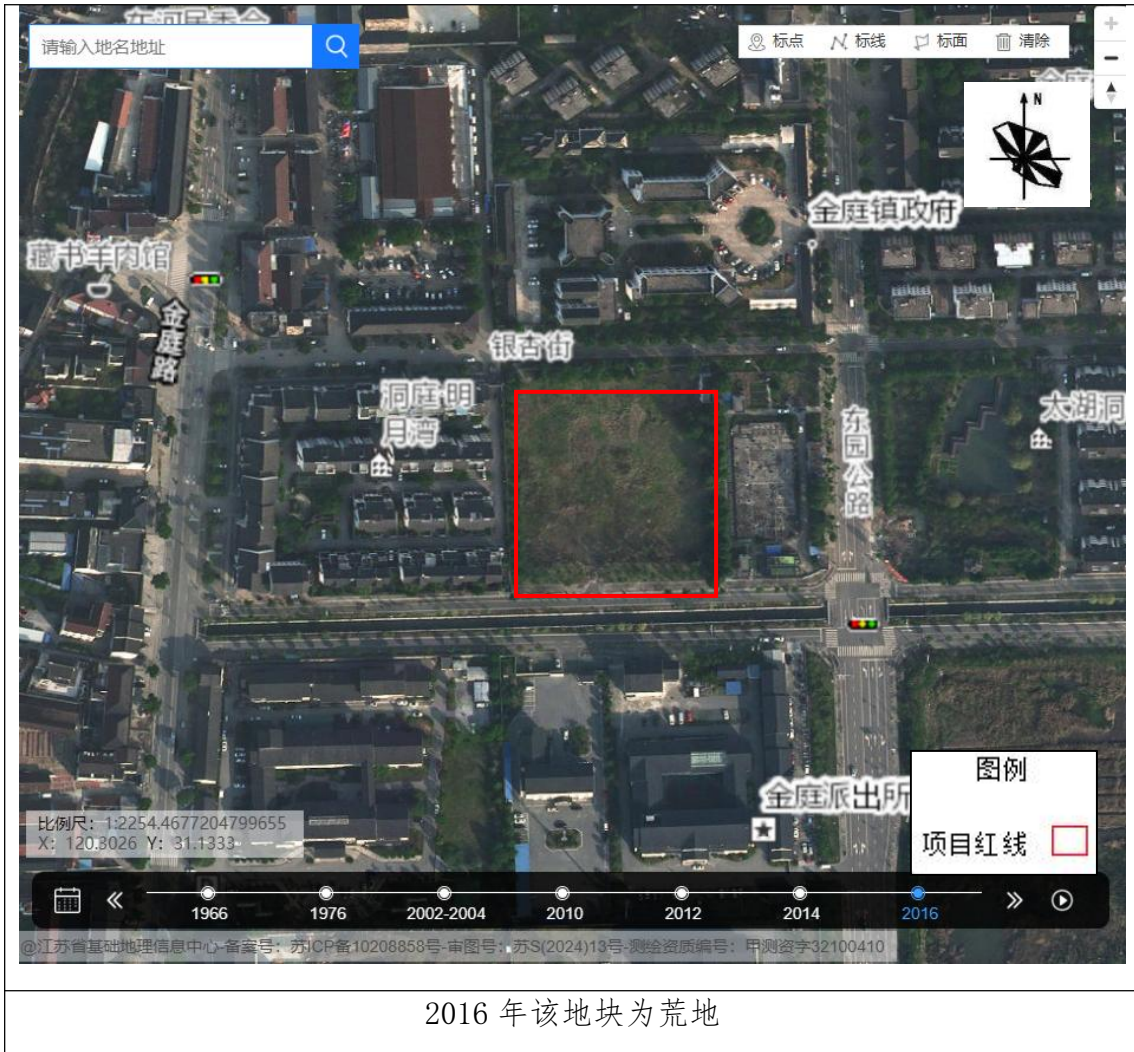 东河居委会
请输入地名地址
标点 标线 标面 清除
N
金庭镇政府
藏书羊肉馆
金庭路
银杏街
洞庭·明
月湾
东园公路
太湖洞
金庭派出所
图例
项目红线
比例尺：1:2254.4677204799655
X：120.3026 Y：31.1333
1966 1976 2002-2004 2010 2012 2014 2016
@江苏省基础地理信息中心-备案号：苏ICP备10208858号-审图号：苏S(2024)13号-测绘资质编号：甲测资字32100410
2016 年该地块为荒地